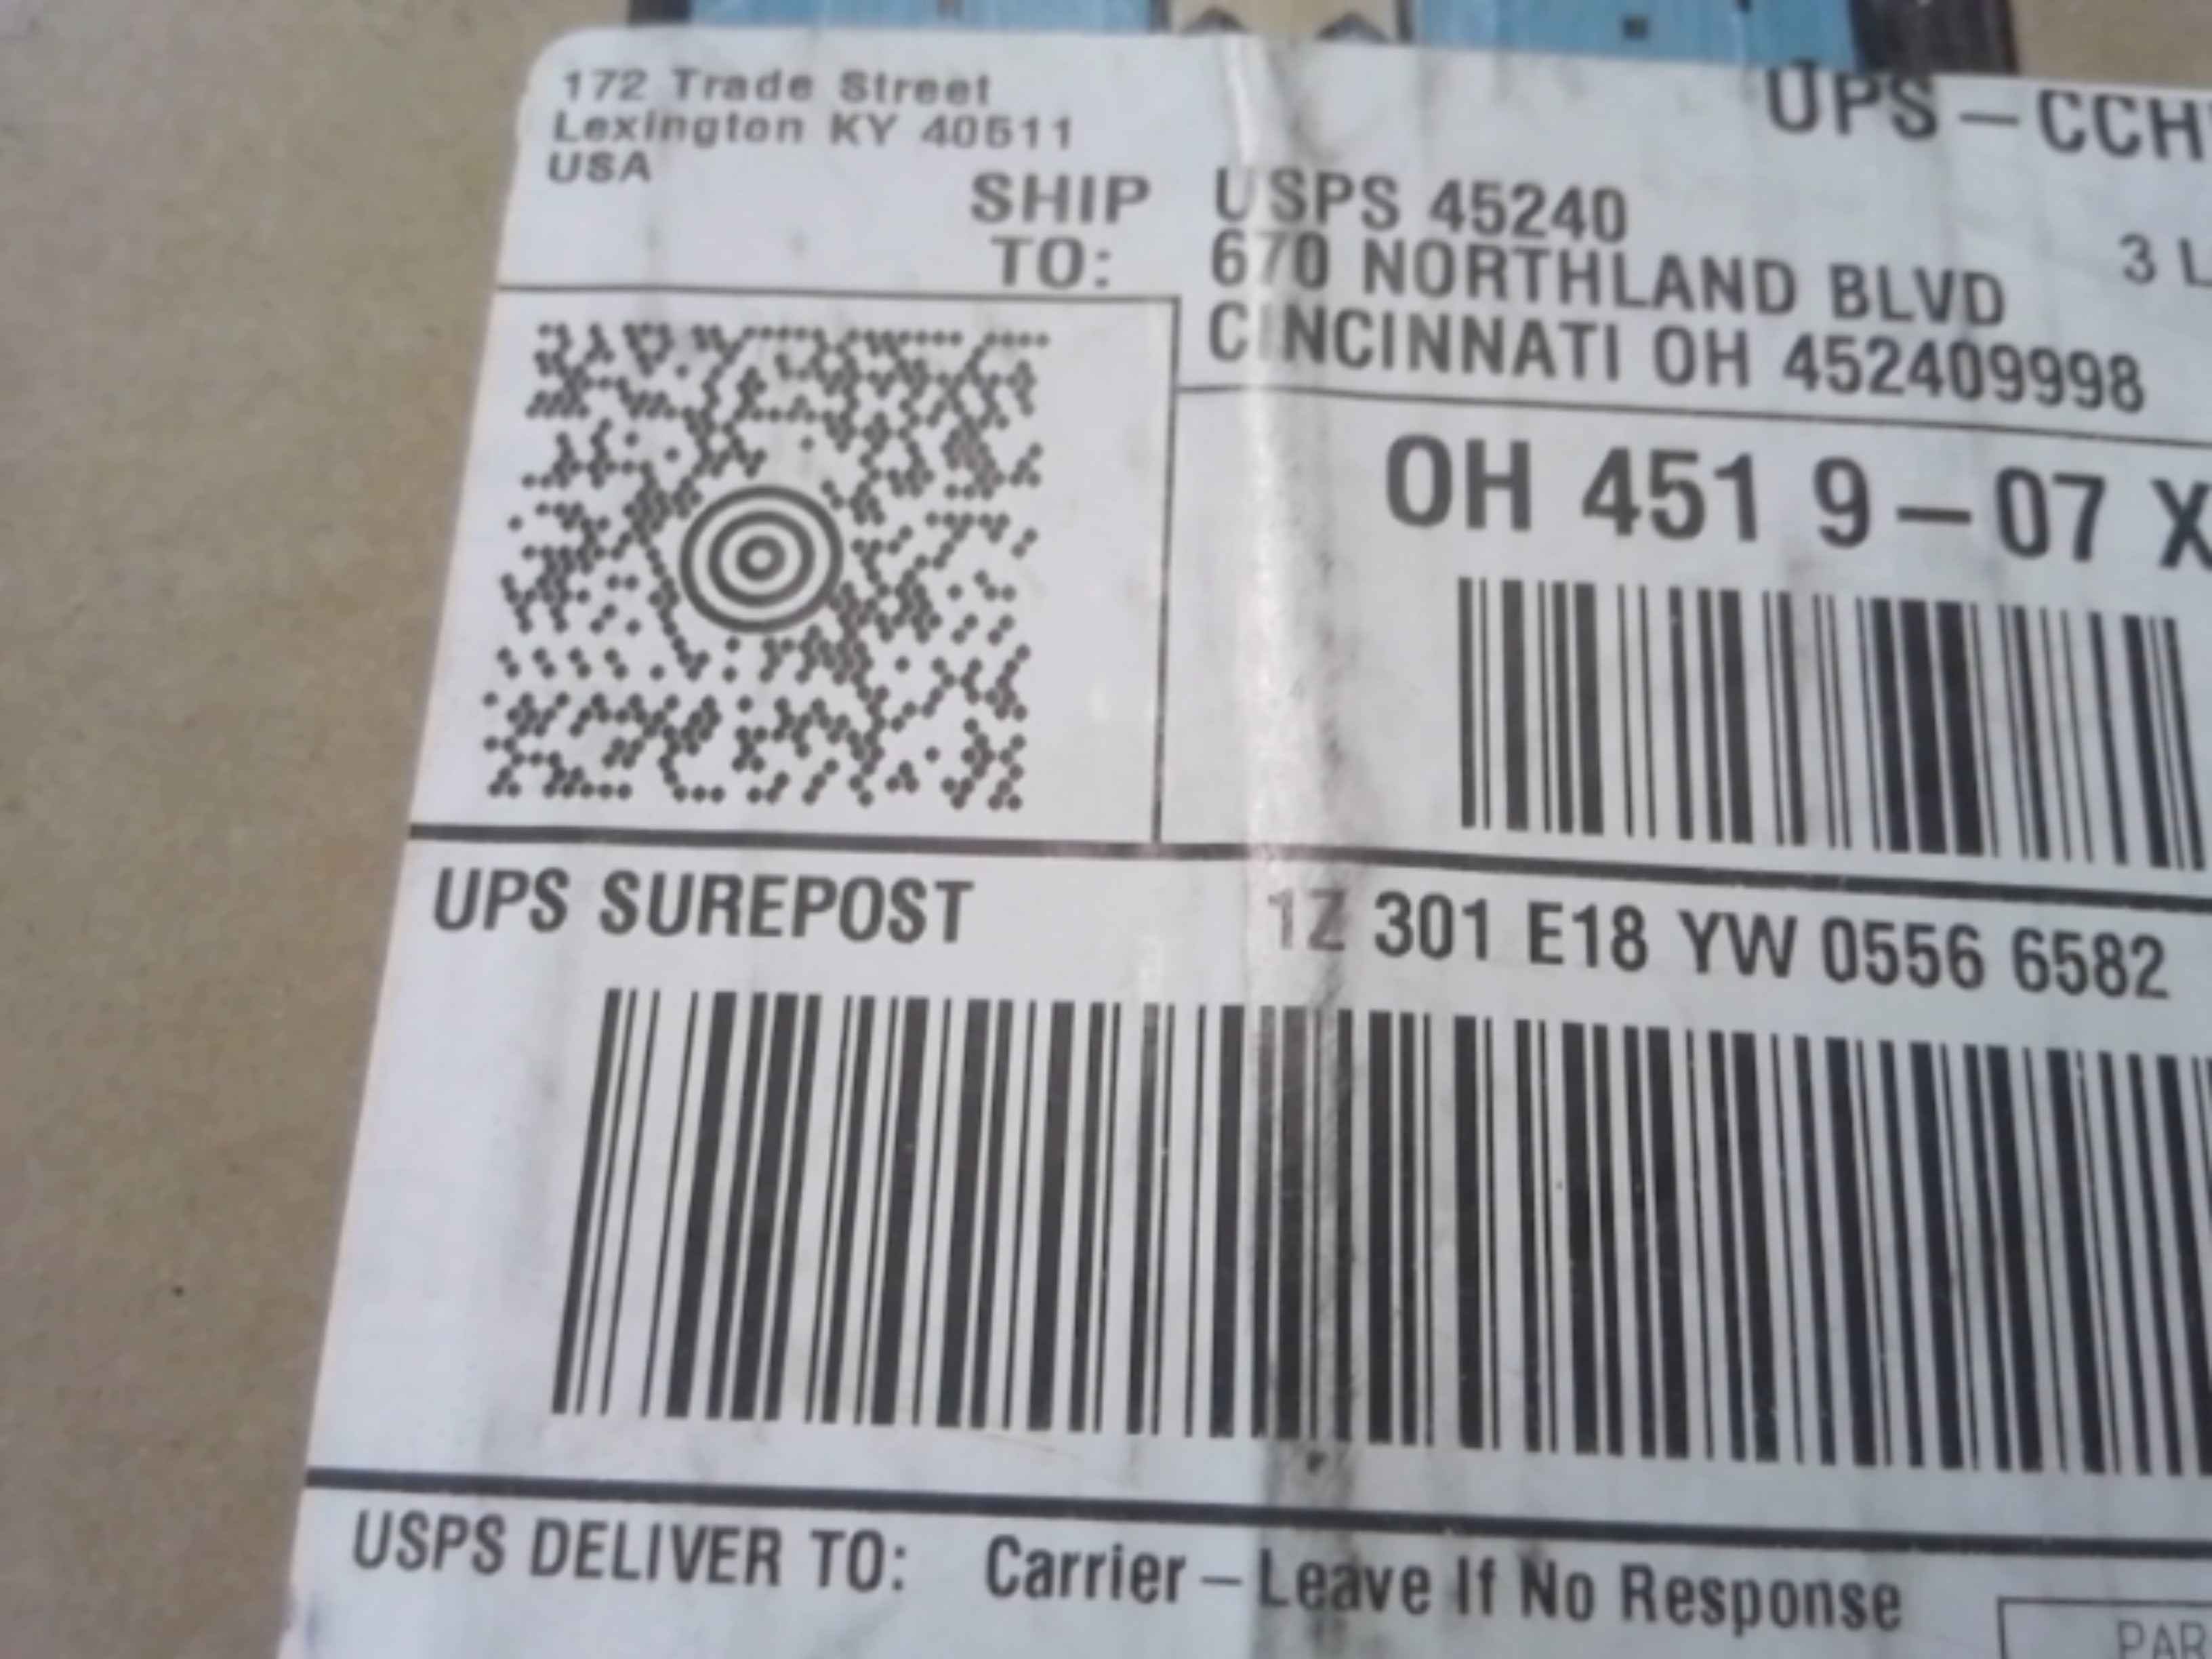 172 Trade Street
Lexington KY 40511
USA
UPS-CCH
3 L
SHIP TO:
USPS 45240
670 NORTHLAND BLVD
CINCINNATI OH 452409998
OH 451 9-07 X
UPS SUREPOST
1Z 301 E18 YW 0556 6582
USPS DELIVER TO: Carrier - Leave If No Response
PAR